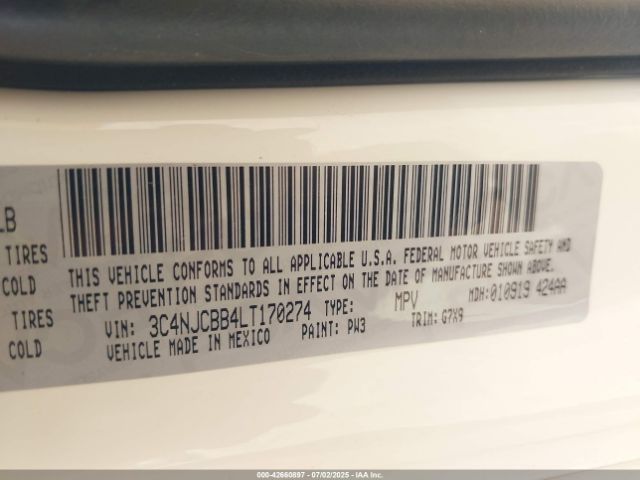 LB
TIRES
COLD
TIRES
COLD
THIS VEHICLE CONFORMS TO ALL APPLICABLE U.S.A. FEDERAL MOTOR VEHICLE SAFETY AND
THEFT PREVENTION STANDARDS IN EFFECT ON THE DATE OF MANUFACTURE SHOWN ABOVE.
VIN: 3C4NJCBB4LT170274 TYPE: MPV MDH:010919 424AA
VEHICLE MADE IN MEXICO PAINT: PW3 TRIM: G7X9
000-42660897 - 07/02/2025 - IAA Inc.